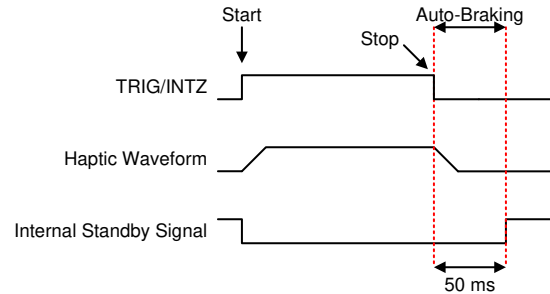 Start
Auto-Braking
Stop
TRIG/INTZ
Haptic Waveform
Internal Standby Signal
50 ms